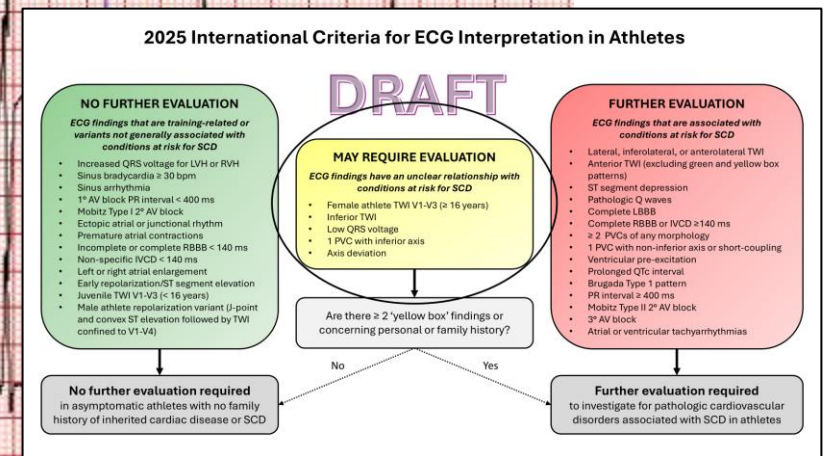 2025 International Criteria for ECG Interpretation in Athletes
DRAFT
NO FURTHER EVALUATION
ECG findings that are training-related or
variants not generally associated with
conditions at risk for SCD
• Increased QRS voltage for LVH or RVH
• Sinus bradycardia ≥ 30 bpm
• Sinus arrhythmia
• 1° AV block PR interval < 400 ms
• Mobitz Type I 2° AV block
• Ectopic atrial or junctional rhythm
• Premature atrial contractions
• Incomplete or complete RBBB < 140 ms
• Non-specific IVCD < 140 ms
• Left or right atrial enlargement
• Early repolarization/ST segment elevation
• Juvenile TWI V1-V3 (< 16 years)
• Male athlete repolarization variant (J-point
and convex ST elevation followed by TWI
confined to V1-V4)
MAY REQUIRE EVALUATION
ECG findings have an unclear relationship with
conditions at risk for SCD
• Female athlete TWI V1-V3 (≥ 16 years)
• Inferior TWI
• Low QRS voltage
• 1 PVC with inferior axis
• Axis deviation
FURTHER EVALUATION
ECG findings that are associated with
conditions at risk for SCD
• Lateral, inferolateral, or anterolateral TWI
• Anterior TWI (excluding green and yellow box
patterns)
• ST segment depression
• Pathologic Q waves
• Complete LBBB
• Complete RBBB or IVCD ≥140 ms
• ≥ 2 PVCs of any morphology
• 1 PVC with non-inferior axis or short-coupling
• Ventricular pre-excitation
• Prolonged QTc interval
• Brugada Type 1 pattern
• PR interval ≥ 400 ms
• Mobitz Type II 2° AV block
• 3° AV block
• Atrial or ventricular tachyarrhythmias
Are there ≥ 2 'yellow box' findings or
concerning personal or family history?
No
Yes
No further evaluation required
in asymptomatic athletes with no family
history of inherited cardiac disease or SCD
Further evaluation required
to investigate for pathologic cardiovascular
disorders associated with SCD in athletes